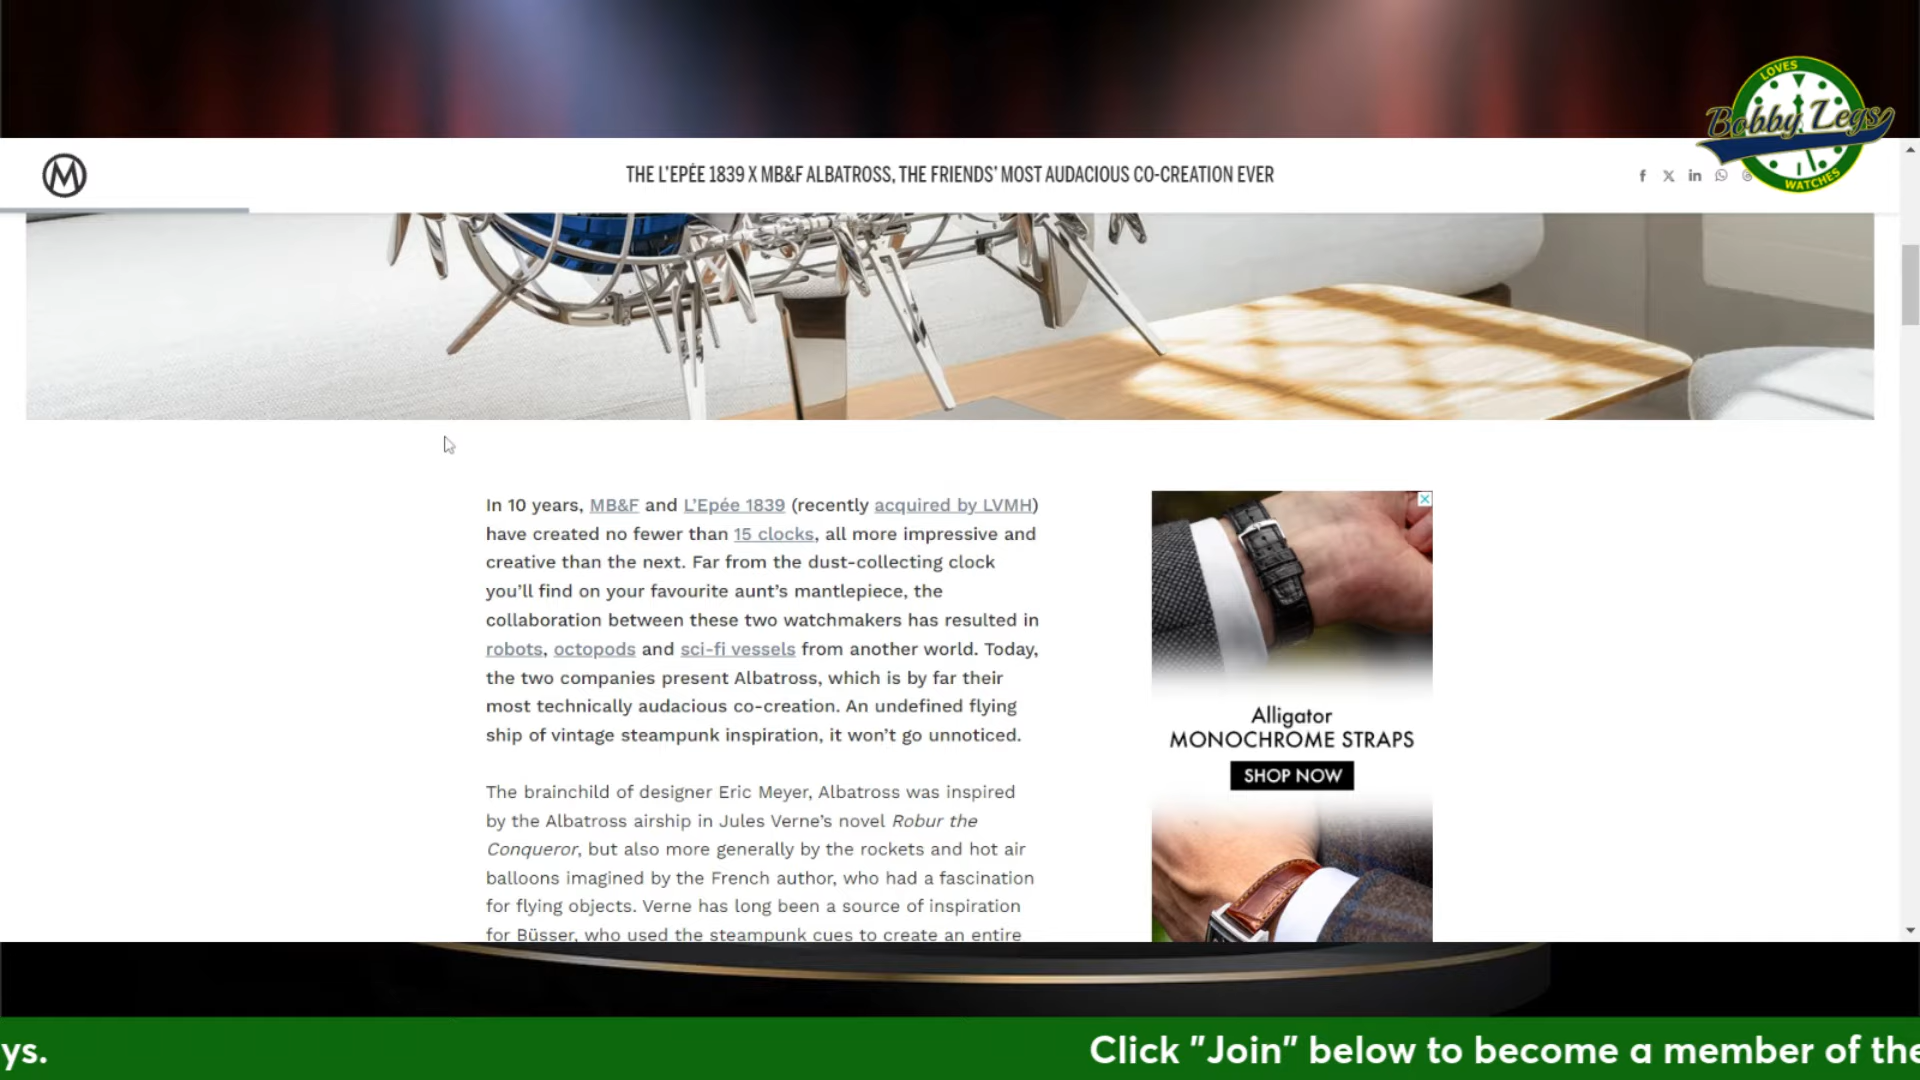 LOVES
Bobby Legs
WATCHES
M
THE L'EPÉE 1839 X MB&F ALBATROSS, THE FRIENDS' MOST AUDACIOUS CO-CREATION EVER
In 10 years, MB&F and L'Epée 1839 (recently acquired by LVMH)
have created no fewer than 15 clocks, all more impressive and
creative than the next. Far from the dust-collecting clock
you'll find on your favourite aunt's mantlepiece, the
collaboration between these two watchmakers has resulted in
robots, octopods and sci-fi vessels from another world. Today,
the two companies present Albatross, which is by far their
most technically audacious co-creation. An undefined flying
ship of vintage steampunk inspiration, it won't go unnoticed.
The brainchild of designer Eric Meyer, Albatross was inspired
by the Albatross airship in Jules Verne's novel Robur the
Conqueror, but also more generally by the rockets and hot air
balloons imagined by the French author, who had a fascination
for flying objects. Verne has long been a source of inspiration
for Büsser, who used the steampunk cues to create an entire
Alligator
MONOCHROME STRAPS
SHOP NOW
ys.
Click "Join" below to become a member of the